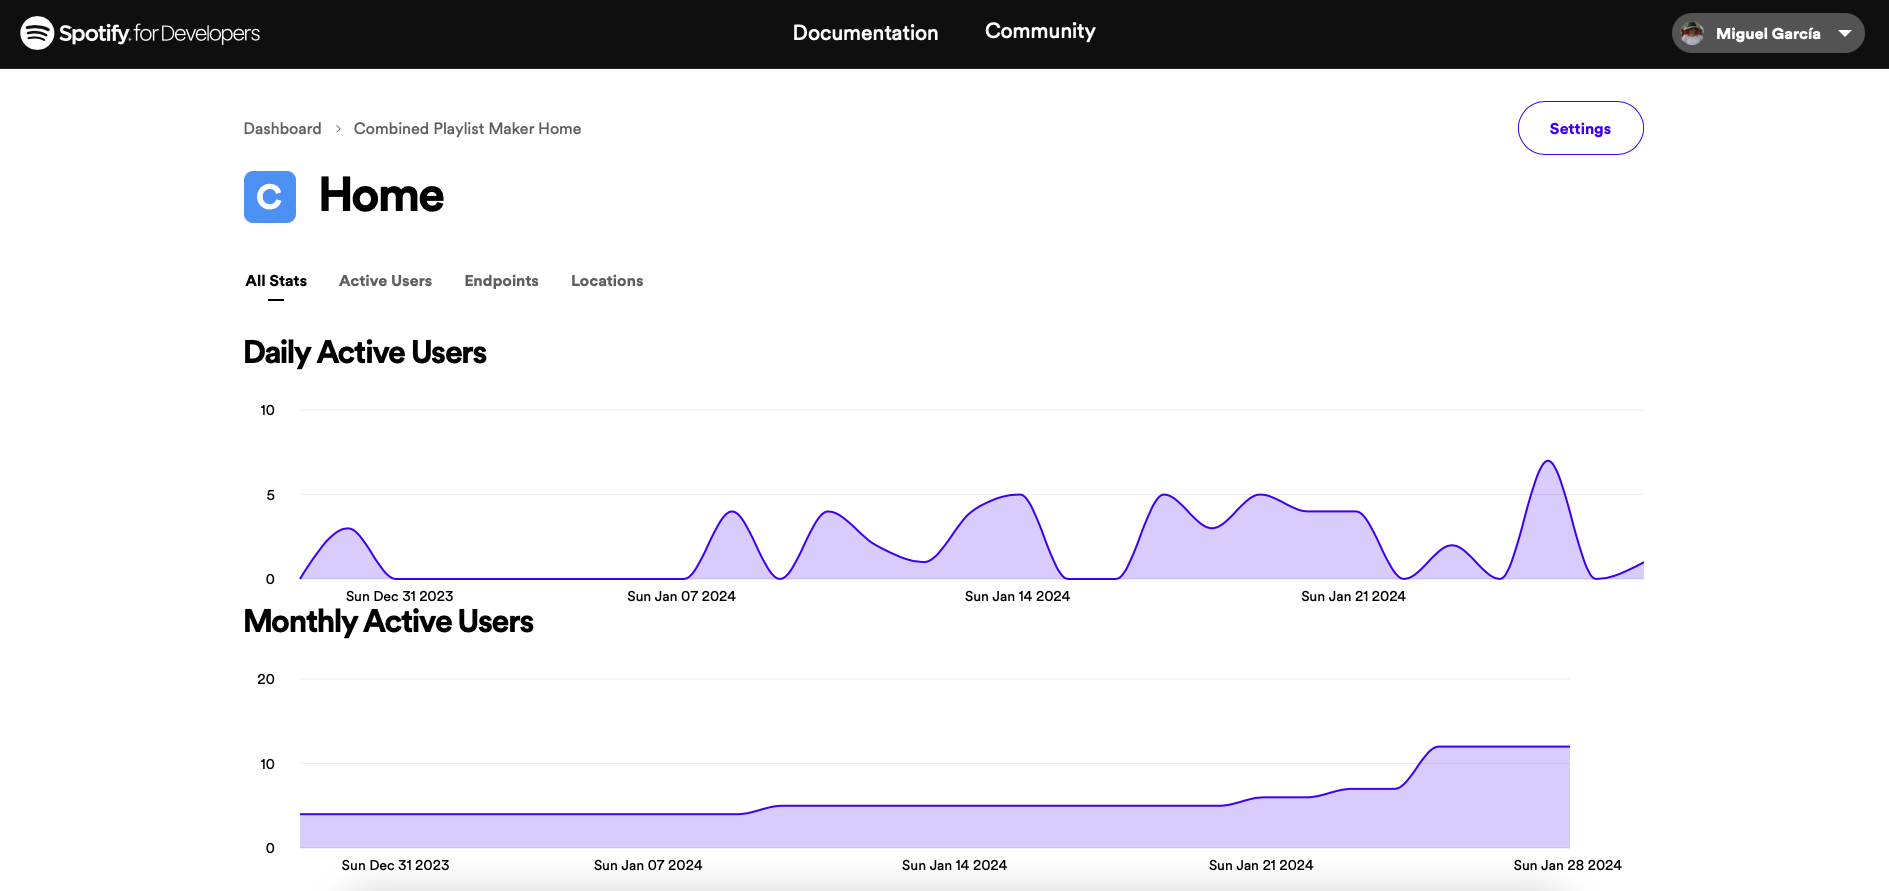 Spotify for Developers
Documentation
Community
Miguel García
Dashboard > Combined Playlist Maker Home
Settings
C
Home
All Stats
Active Users
Endpoints
Locations
Daily Active Users
10
5
0
Sun Dec 31 2023
Sun Jan 07 2024
Sun Jan 14 2024
Sun Jan 21 2024
Monthly Active Users
20
10
0
Sun Dec 31 2023
Sun Jan 07 2024
Sun Jan 14 2024
Sun Jan 21 2024
Sun Jan 28 2024